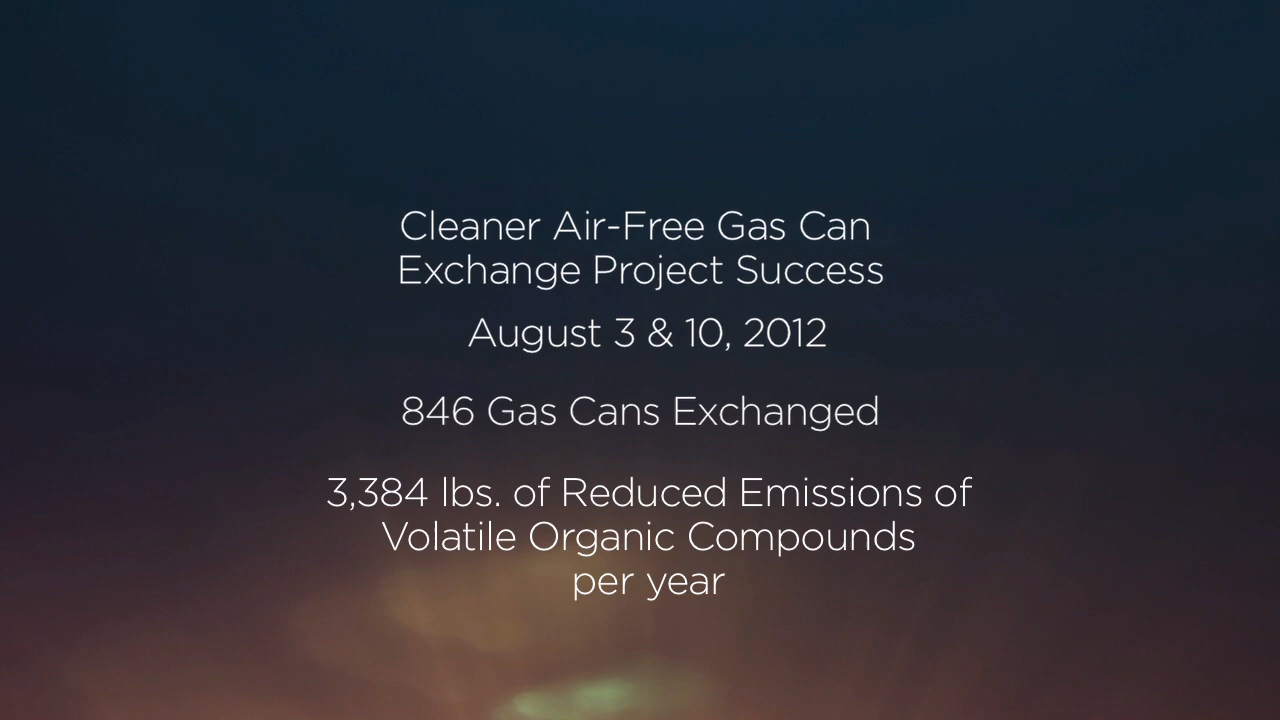 Cleaner Air-Free Gas Can
Exchange Project Success
August 3 & 10, 2012
846 Gas Cans Exchanged
3,384 lbs. of Reduced Emissions of
Volatile Organic Compounds
per year